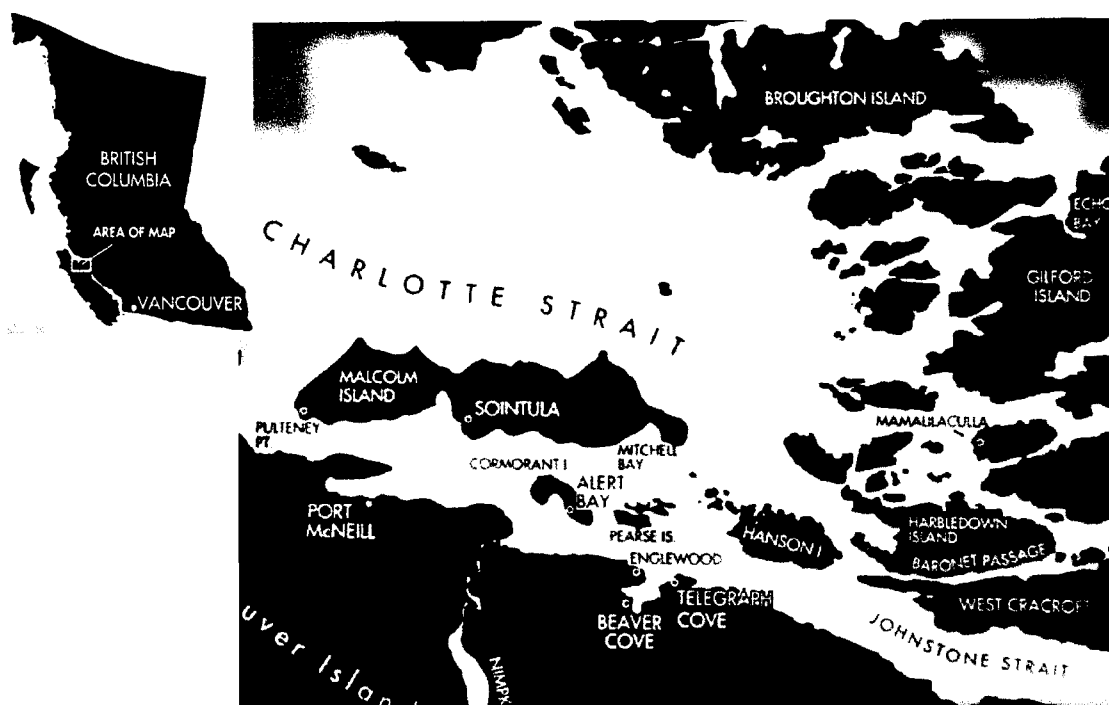 BRITISH
COLUMBIA
AREA OF MAP
VANCOUVER
BROUGHTON ISLAND
ECHO
BAY
GILFORD
ISLAND
CHARLOTTE STRAIT
MALCOLM
ISLAND
SOINTULA
PULTENEY
PT.
MITCHELL
BAY
MAMALILACULLA
CORMORANT I
ALERT
BAY
PORT
McNEILL
PEARSE IS.
HANSON I
HARBLEDOWN
ISLAND
BARONET PASSAGE
ENGLEWOOD
TELEGRAPH
COVE
BEAVER
COVE
WEST CRACROFT
JOHNSTONE STRAIT
uver Island
NIMPK